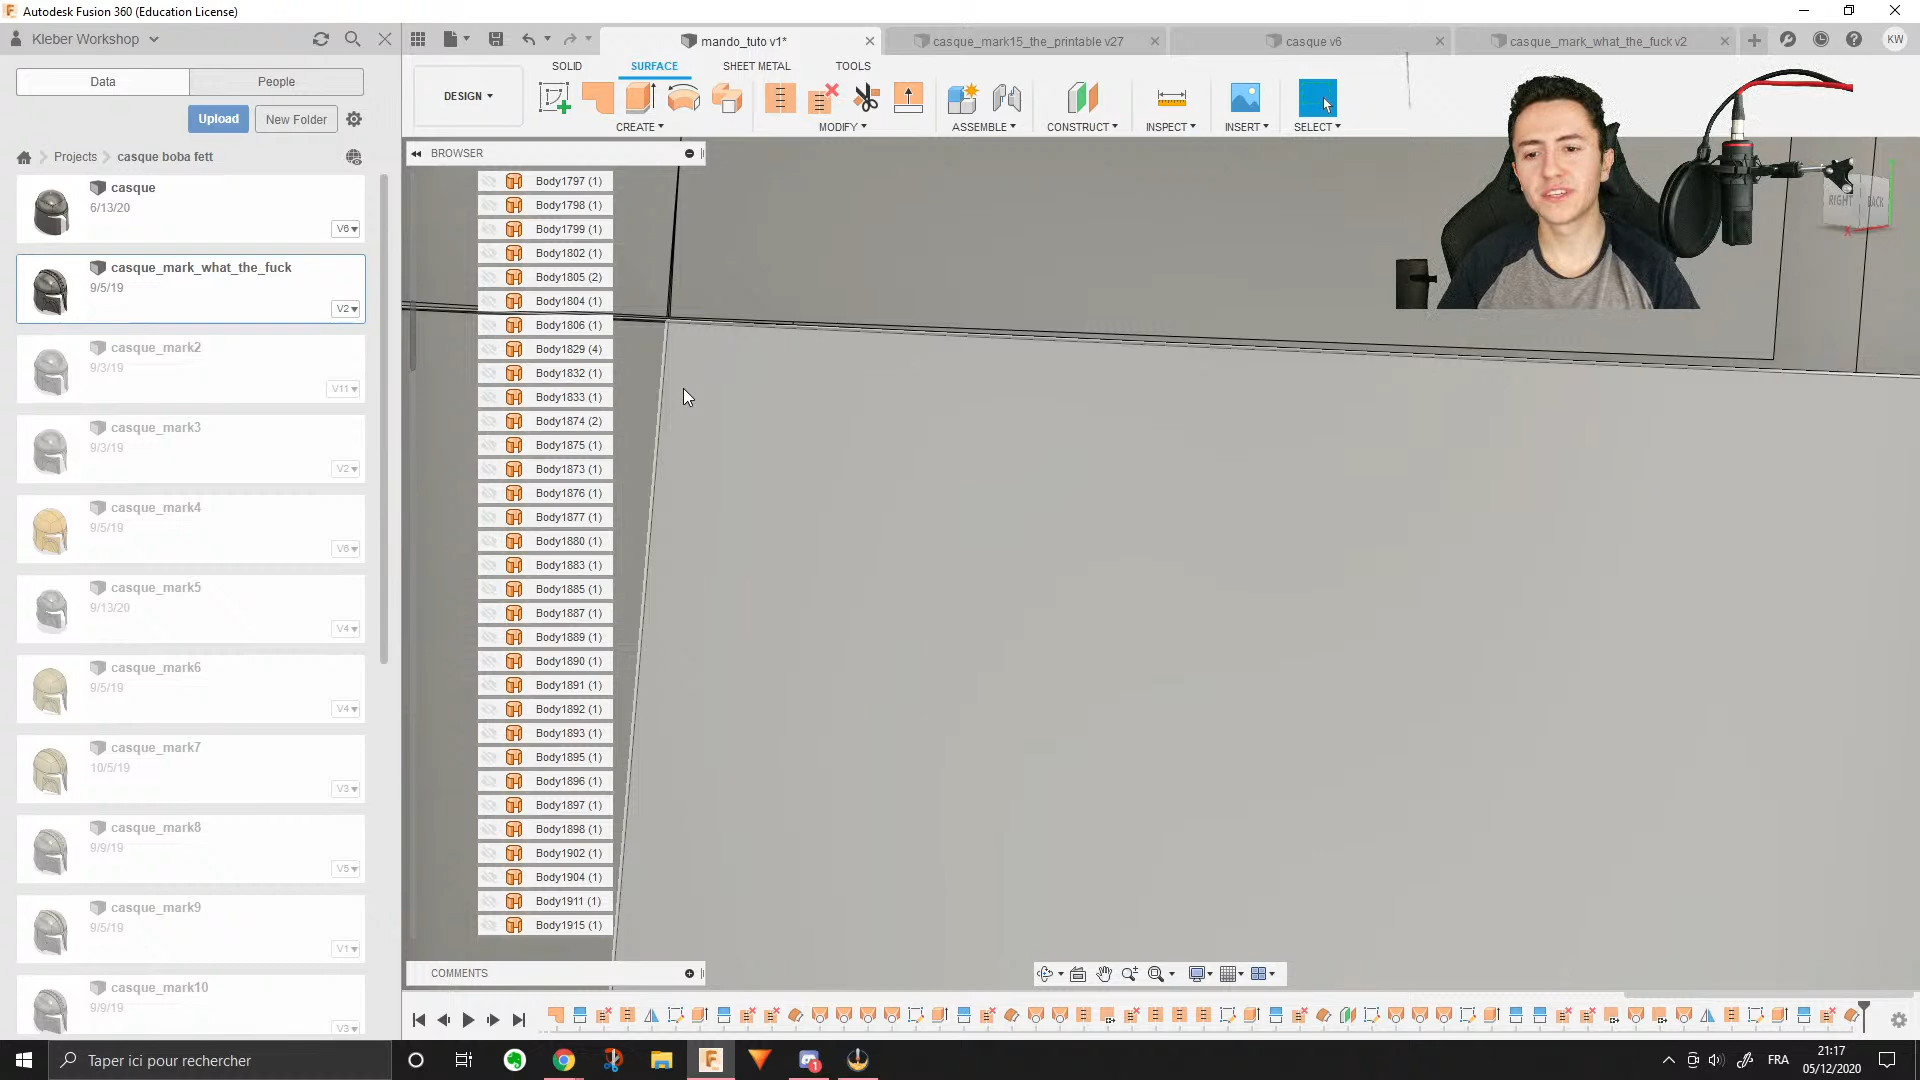 Autodesk Fusion 360 (Education License)
Kleber Workshop
mando_tuto v1*
casque_mark15_the_printable v27
casque v6
casque_mark_what_the_fuck v2
KW
Data
People
Upload
New Folder
Projects
casque boba fett
SOLID
SURFACE
SHEET METAL
TOOLS
DESIGN
CREATE
MODIFY
ASSEMBLE
CONSTRUCT
INSPECT
INSERT
SELECT
RIGHT
BACK
X
casque
6/13/20
V6
casque_mark_what_the_fuck
9/5/19
V2
casque_mark2
9/3/19
V11
casque_mark3
9/3/19
V2
casque_mark4
9/5/19
V6
casque_mark5
9/13/20
V4
casque_mark6
9/5/19
V4
casque_mark7
10/5/19
V3
casque_mark8
9/9/19
V5
casque_mark9
9/5/19
V1
casque_mark10
9/9/19
V3
BROWSER
Body1797 (1)
Body1798 (1)
Body1799 (1)
Body1802 (1)
Body1805 (2)
Body1804 (1)
Body1806 (1)
Body1829 (4)
Body1832 (1)
Body1833 (1)
Body1874 (2)
Body1875 (1)
Body1873 (1)
Body1876 (1)
Body1877 (1)
Body1880 (1)
Body1883 (1)
Body1885 (1)
Body1887 (1)
Body1889 (1)
Body1890 (1)
Body1891 (1)
Body1892 (1)
Body1893 (1)
Body1895 (1)
Body1896 (1)
Body1897 (1)
Body1898 (1)
Body1902 (1)
Body1904 (1)
Body1911 (1)
Body1915 (1)
COMMENTS
Taper ici pour rechercher
1
FRA
21:17
05/12/2020